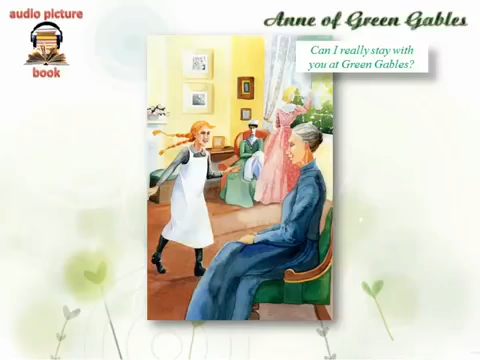 audio picture
book
Anne of Green Gables
Can I really stay with
you at Green Gables?